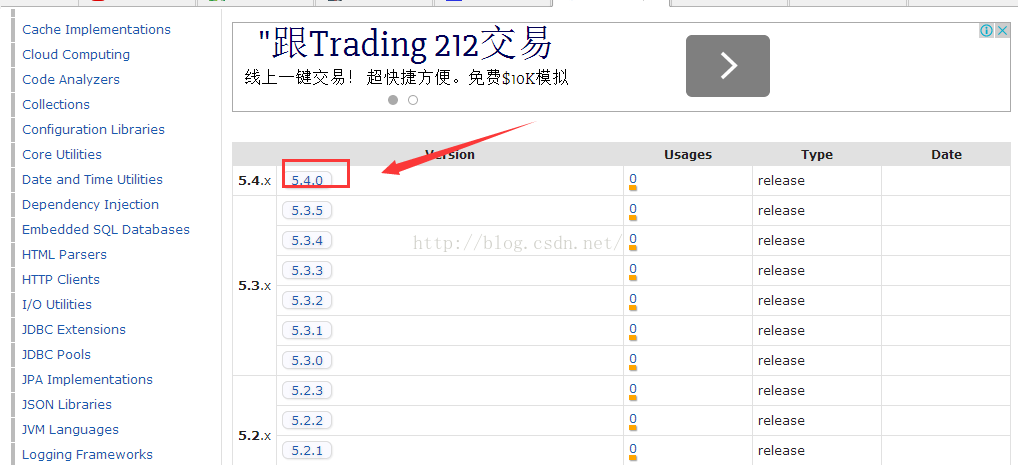 Cache Implementations
Cloud Computing
Code Analyzers
Collections
Configuration Libraries
Core Utilities
Date and Time Utilities
Dependency Injection
Embedded SQL Databases
HTML Parsers
HTTP Clients
I/O Utilities
JDBC Extensions
JDBC Pools
JPA Implementations
JSON Libraries
JVM Languages
Logging Frameworks
"跟Trading 212交易
线上一键交易！超快捷方便。免费$10K模拟
Version Usages Type Date
5.4.x 5.4.0 0 release
5.3.5 0 release
5.3.4 0 release
http://blog.csdn.net/
5.3.3 0 release
5.3.x
5.3.2 0 release
5.3.1 0 release
5.3.0 0 release
5.2.3 0 release
5.2.2 0 release
5.2.x
5.2.1 0 release